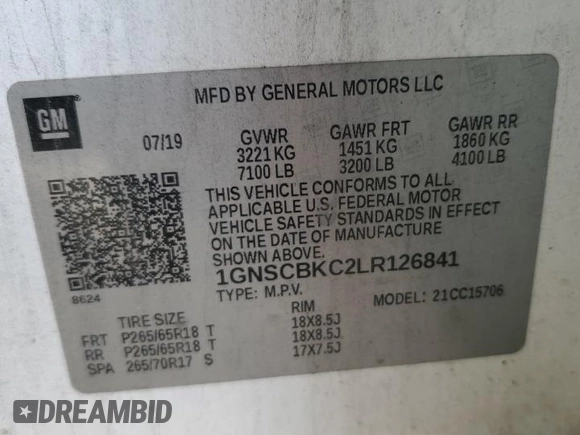 MFD BY GENERAL MOTORS LLC
GM
07/19
GVWR GAWR FRT GAWR RR
3221 KG 1451 KG 1860 KG
7100 LB 3200 LB 4100 LB
THIS VEHICLE CONFORMS TO ALL
APPLICABLE U.S. FEDERAL MOTOR
VEHICLE SAFETY STANDARDS IN EFFECT
ON THE DATE OF MANUFACTURE
SHOWN ABOVE.
1GNSCBKC2LR126841
8624
TYPE: M.P.V. MODEL: 21CC15706
TIRE SIZE RIM
FRT P265/65R18 T 18X8.5J
RR P265/65R18 T 18X8.5J
SPA 265/70R17 S 17X7.5J
DREAMBID